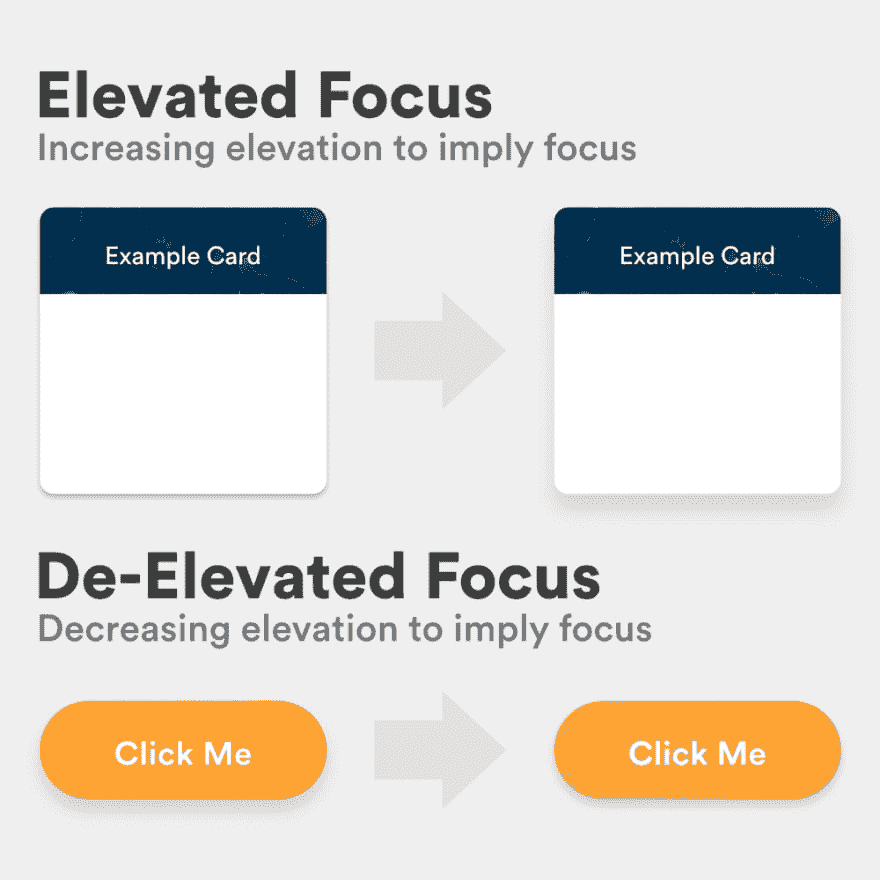 Elevated Focus
Increasing elevation to imply focus
Example Card
Example Card
De-Elevated Focus
Decreasing elevation to imply focus
Click Me
Click Me